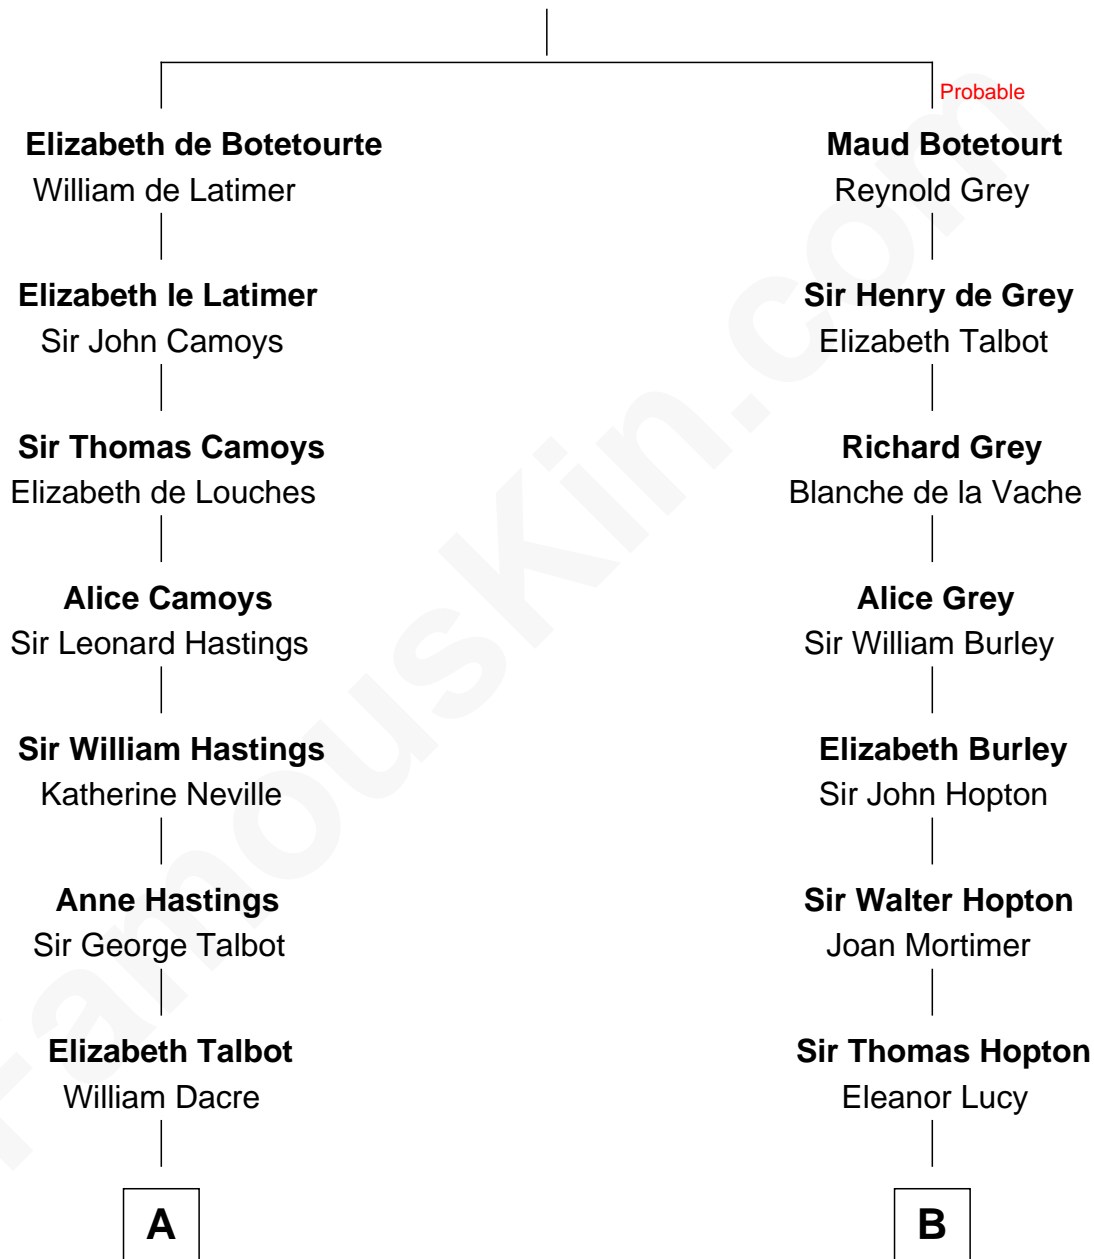 Probable
Elizabeth de Botetourte
William de Latimer
Elizabeth le Latimer
Sir John Camoys
Sir Thomas Camoys
Elizabeth de Louches
Alice Camoys
Sir Leonard Hastings
Sir William Hastings
Katherine Neville
Anne Hastings
Sir George Talbot
Elizabeth Talbot
William Dacre
A
Maud Botetourt
Reynold Grey
Sir Henry de Grey
Elizabeth Talbot
Richard Grey
Blanche de la Vache
Alice Grey
Sir William Burley
Elizabeth Burley
Sir John Hopton
Sir Walter Hopton
Joan Mortimer
Sir Thomas Hopton
Eleanor Lucy
B
FamousKin.com